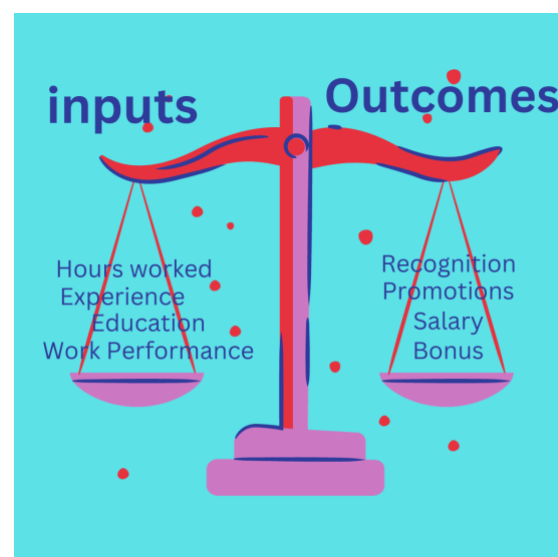 inputs
Outcomes
Hours worked
Experience
Education
Work Performance
Recognition
Promotions
Salary
Bonus